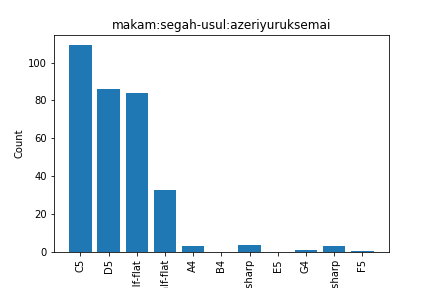 makam:segah-usul:azeriyuruksemai
Count
100
80
60
40
20
0
C5
D5
lf-flat
lf-flat
A4
B4
sharp
E5
G4
sharp
F5